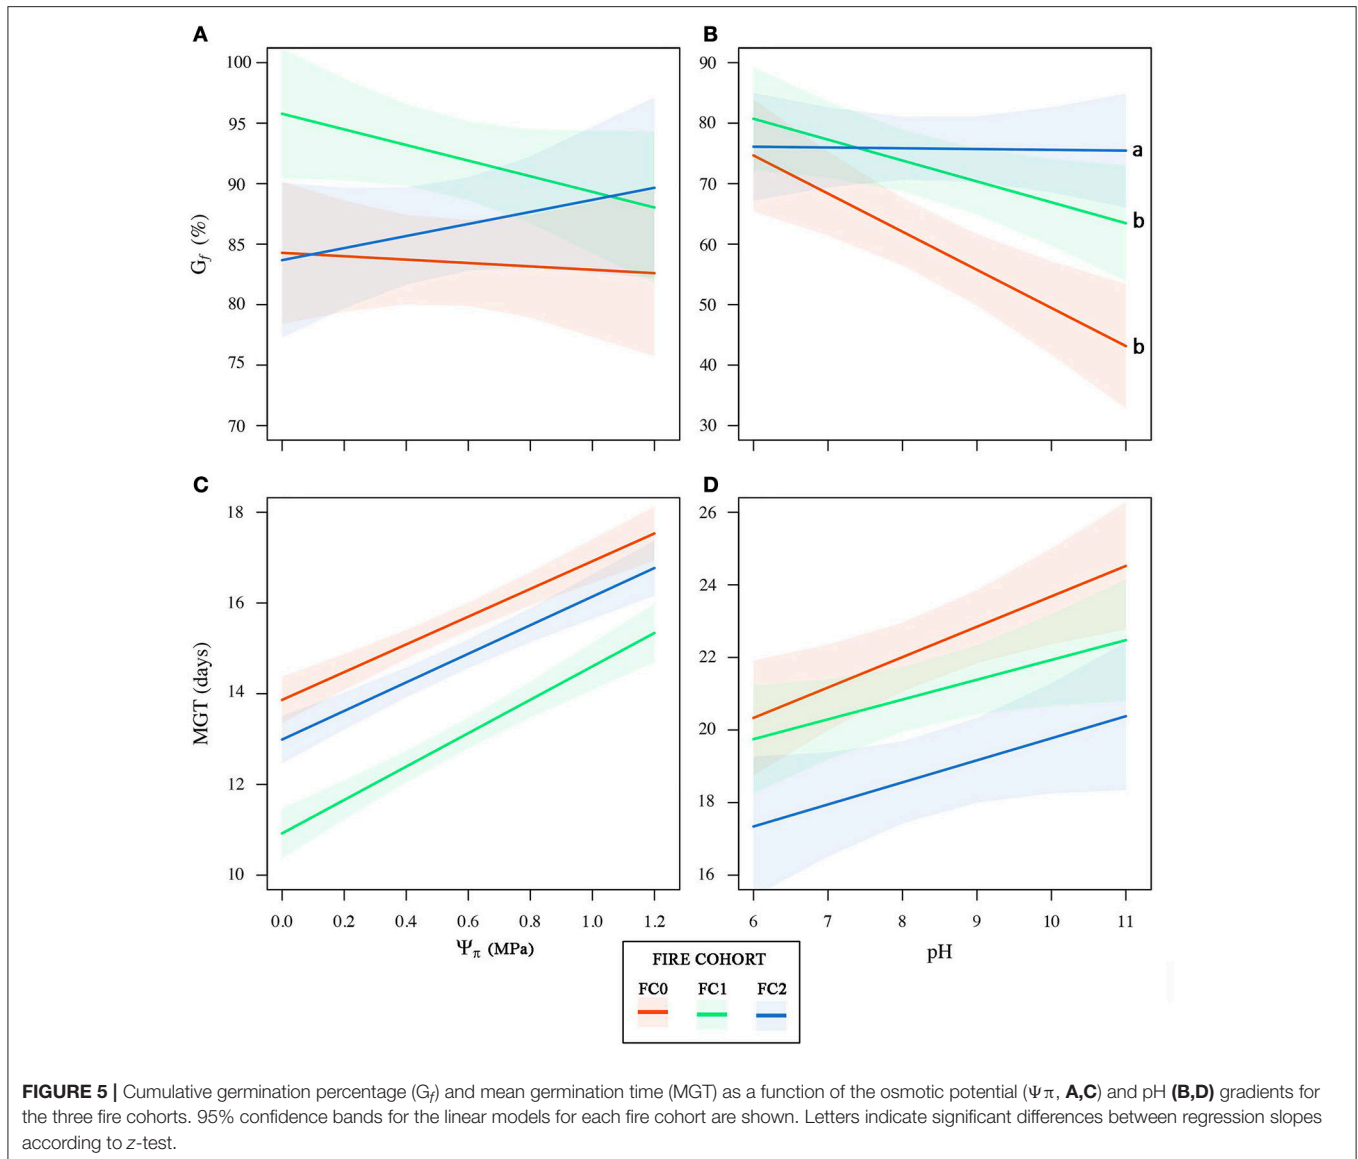 A
B
100
95
90
85
80
75
70
G_f (%)
90
80
70
60
50
40
30
a
b
b
C
D
18
16
14
12
10
MGT (days)
26
24
22
20
18
16
0.0 0.2 0.4 0.6 0.8 1.0 1.2
6 7 8 9 10 11
Ψπ (MPa)
pH
FIRE COHORT
FC0 FC1 FC2
FIGURE 5 | Cumulative germination percentage (Gf) and mean germination time (MGT) as a function of the osmotic potential (Ψπ, A,C) and pH (B,D) gradients for
the three fire cohorts. 95% confidence bands for the linear models for each fire cohort are shown. Letters indicate significant differences between regression slopes
according to z-test.